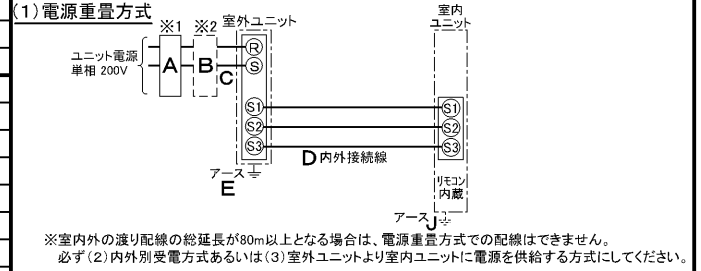 (1)電源重畳方式
※1 ※2 室外ユニット
室内
ユニット
ユニット電源
単相 200V
A B C
R
S
S1 S1
S2 S2
S3 S3
D 内外接続線
アース
E
リモコン
内蔵
アース J
※室内外の渡り配線の総延長が80m以上となる場合は、電源重畳方式での配線はできません。
必ず(2)内外別受電方式あるいは(3)室外ユニットより室内ユニットに電源を供給する方式にしてください。